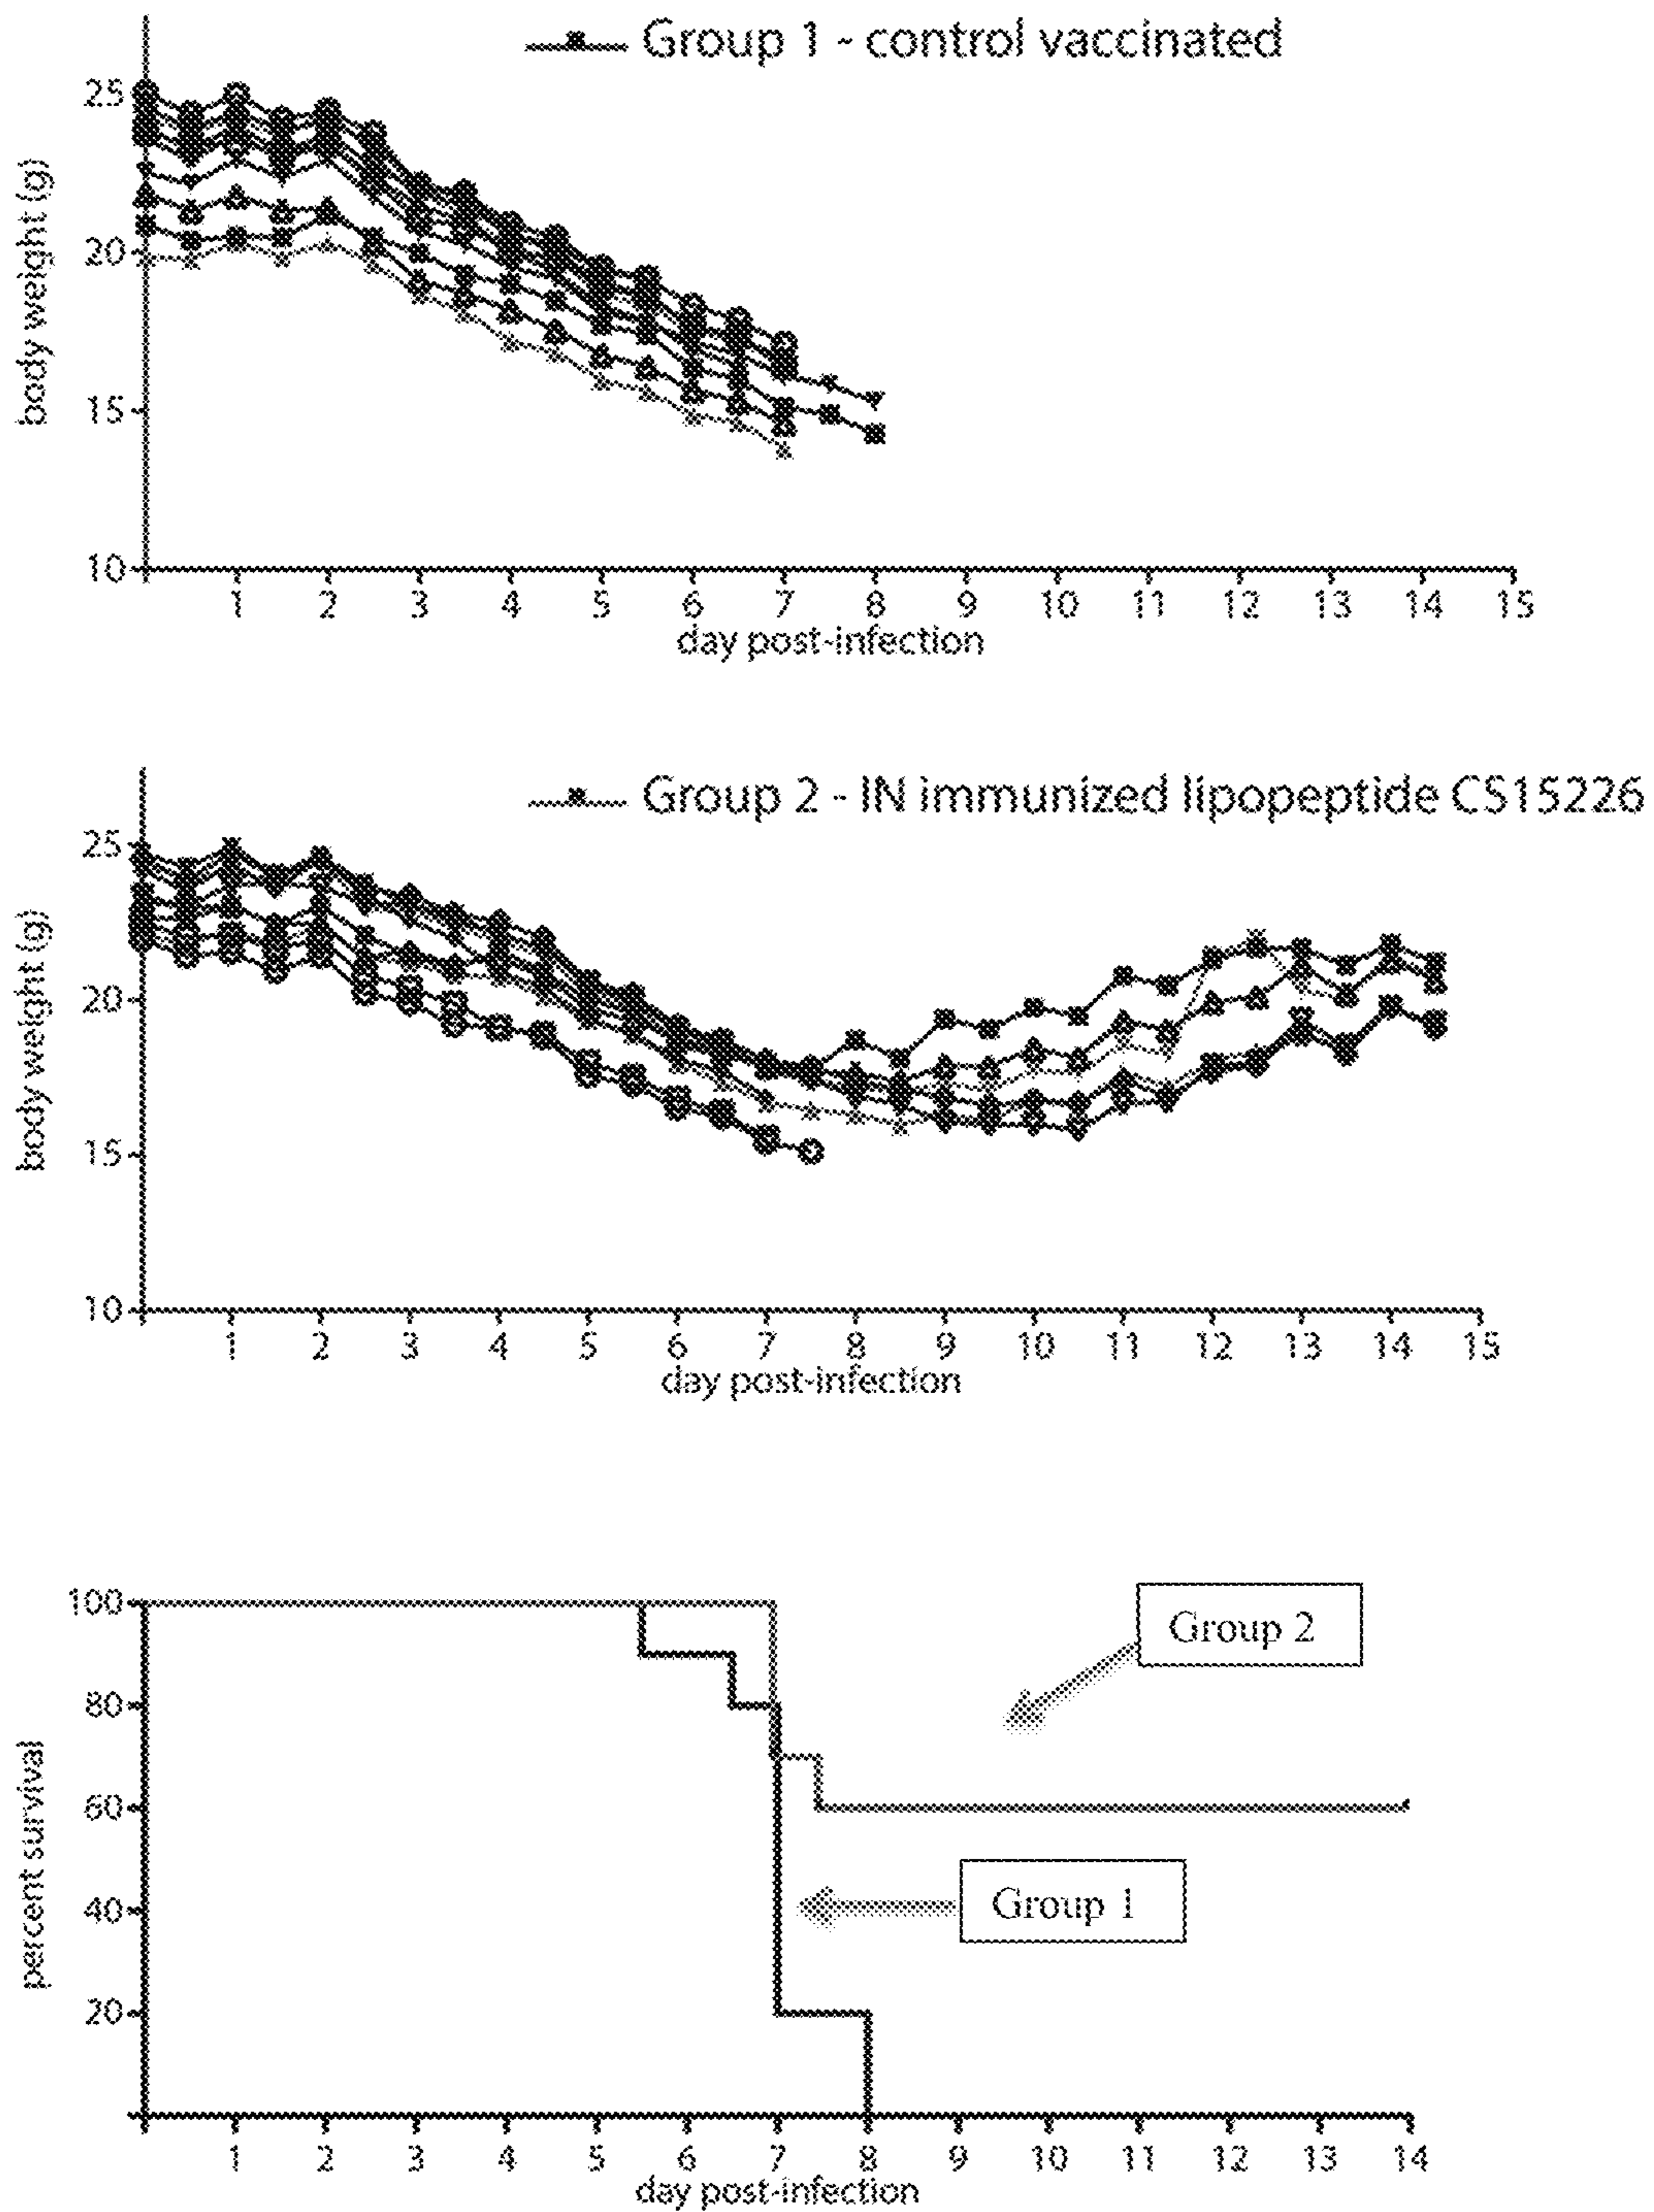 Group 1 - control vaccinated
25
20
15
10
body weight (g)
1 2 3 4 5 6 7 8 9 10 11 12 13 14 15
day post-infection
Group 2 - IN immunized lipopeptide CS15226
25
20
15
10
body weight (g)
1 2 3 4 5 6 7 8 9 10 11 12 13 14 15
day post-infection
100
80
60
40
20
percent survival
Group 2
Group 1
1 2 3 4 5 6 7 8 9 10 11 12 13 14
day post-infection